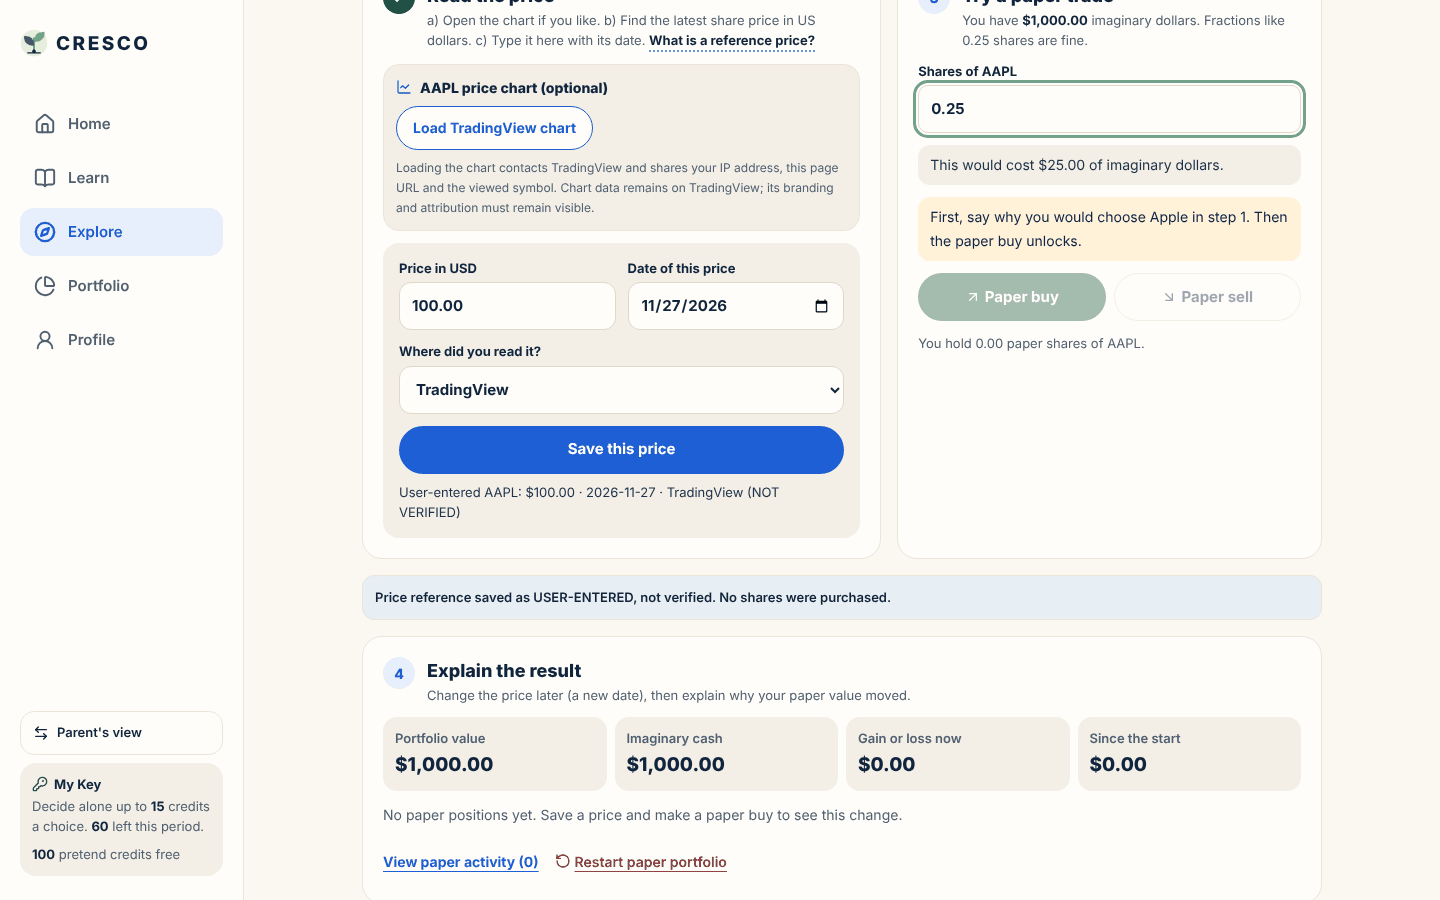 CRESCO
Home
Learn
Explore
Portfolio
Profile
Parent's view
My Key
Decide alone up to 15 credits
a choice. 60 left this period.
100 pretend credits free
a) Open the chart if you like. b) Find the latest share price in US
dollars. c) Type it here with its date. What is a reference price?
AAPL price chart (optional)
Load TradingView chart
Loading the chart contacts TradingView and shares your IP address, this page
URL and the viewed symbol. Chart data remains on TradingView; its branding
and attribution must remain visible.
Price in USD
Date of this price
100.00
11/27/2026
Where did you read it?
TradingView
Save this price
User-entered AAPL: $100.00 · 2026-11-27 · TradingView (NOT
VERIFIED)
You have $1,000.00 imaginary dollars. Fractions like
0.25 shares are fine.
Shares of AAPL
0.25
This would cost $25.00 of imaginary dollars.
First, say why you would choose Apple in step 1. Then
the paper buy unlocks.
Paper buy
Paper sell
You hold 0.00 paper shares of AAPL.
Price reference saved as USER-ENTERED, not verified. No shares were purchased.
4
Explain the result
Change the price later (a new date), then explain why your paper value moved.
Portfolio value
$1,000.00
Imaginary cash
$1,000.00
Gain or loss now
$0.00
Since the start
$0.00
No paper positions yet. Save a price and make a paper buy to see this change.
View paper activity (0)
Restart paper portfolio